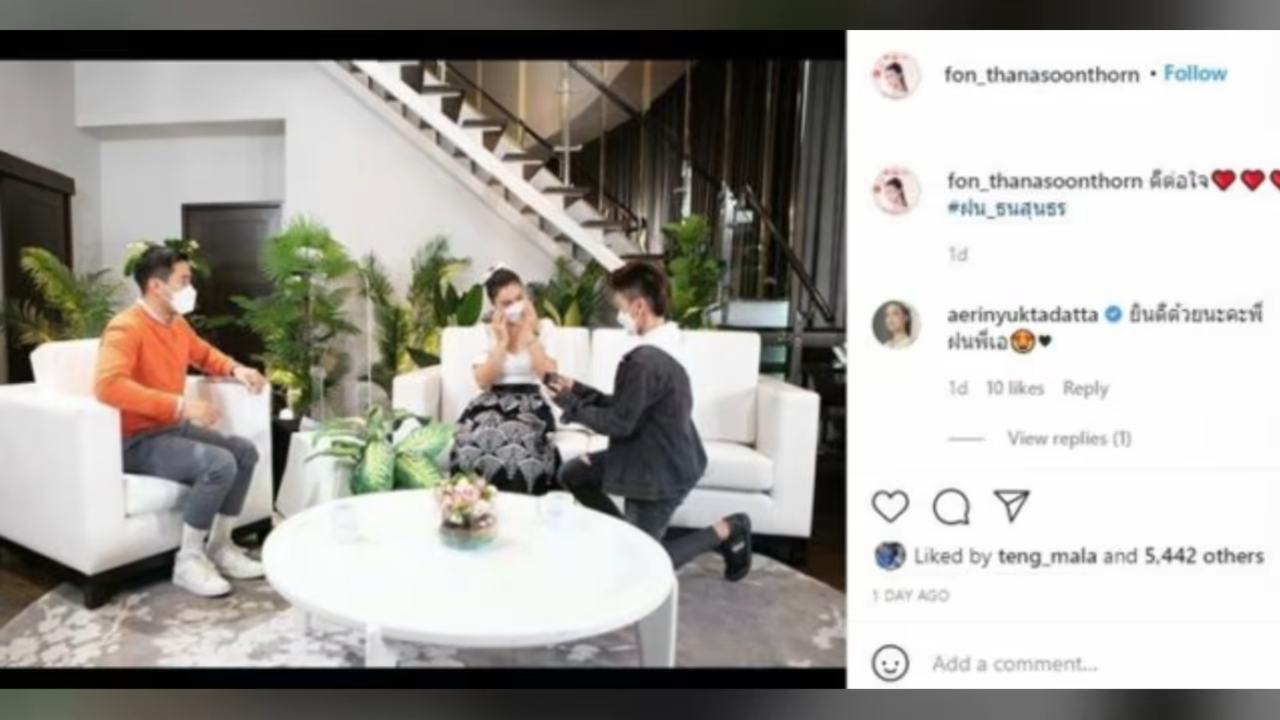 fon_thanasoonthorn • Follow
fon_thanasoonthorn ดีต่อใจ❤️❤️❤️
#ฝน_ธนสุนธร
1d
aerinyuktadatta ยินดีด้วยนะคะพี่
ฝนพี่เอ😍♥
1d 10 likes Reply
View replies (1)
Liked by teng_mala and 5,442 others
1 DAY AGO
Add a comment...